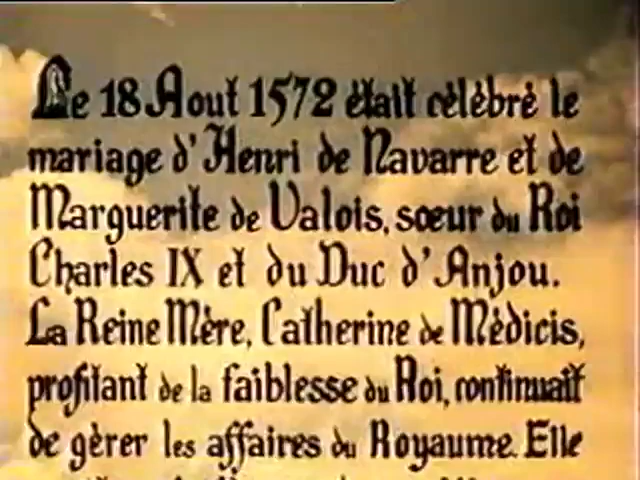 Le 18 Aout 1572 était célébré le
mariage d'Henri de Navarre et de
Marguerite de Valois, sœur du Roi
Charles IX et du Duc d'Anjou.
La Reine Mère, Catherine de Médicis,
profitant de la faiblesse du Roi, continuait
de gérer les affaires du Royaume. Elle